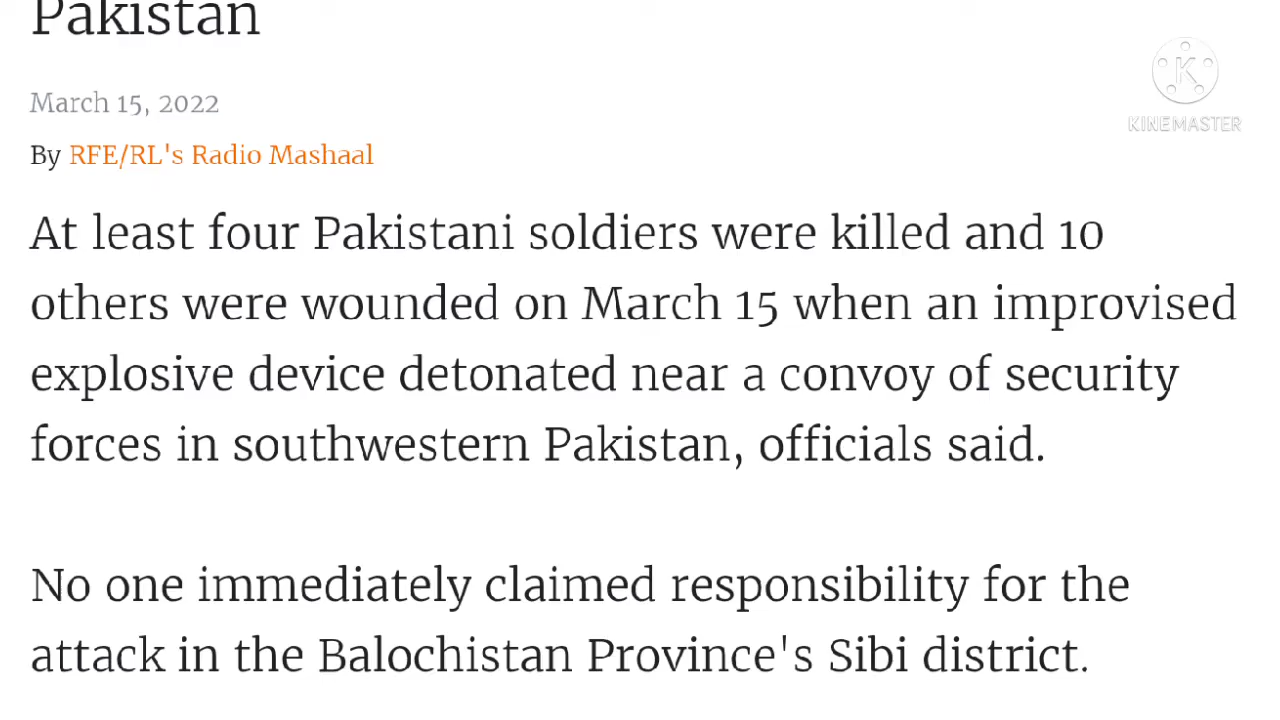 Pakistan
March 15, 2022
K
KINEMASTER
By RFE/RL's Radio Mashaal
At least four Pakistani soldiers were killed and 10
others were wounded on March 15 when an improvised
explosive device detonated near a convoy of security
forces in southwestern Pakistan, officials said.
No one immediately claimed responsibility for the
attack in the Balochistan Province's Sibi district.